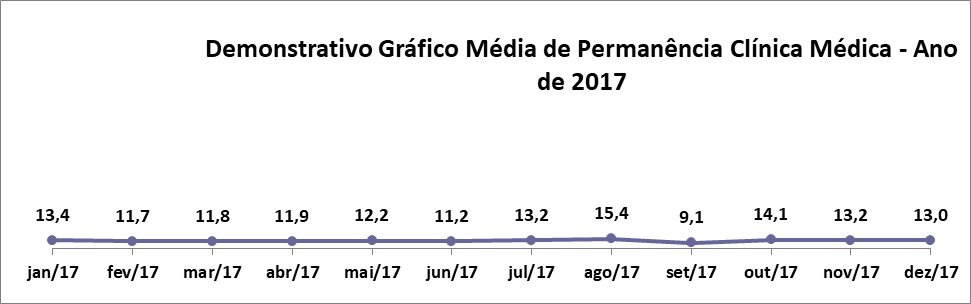 Demonstrativo Gráfico Média de Permanência Clínica Médica - Ano
de 2017
13,4 11,7 11,8 11,9 12,2 11,2 13,2 15,4 9,1 14,1 13,2 13,0
jan/17 fev/17 mar/17 abr/17 mai/17 jun/17 jul/17 ago/17 set/17 out/17 nov/17 dez/17